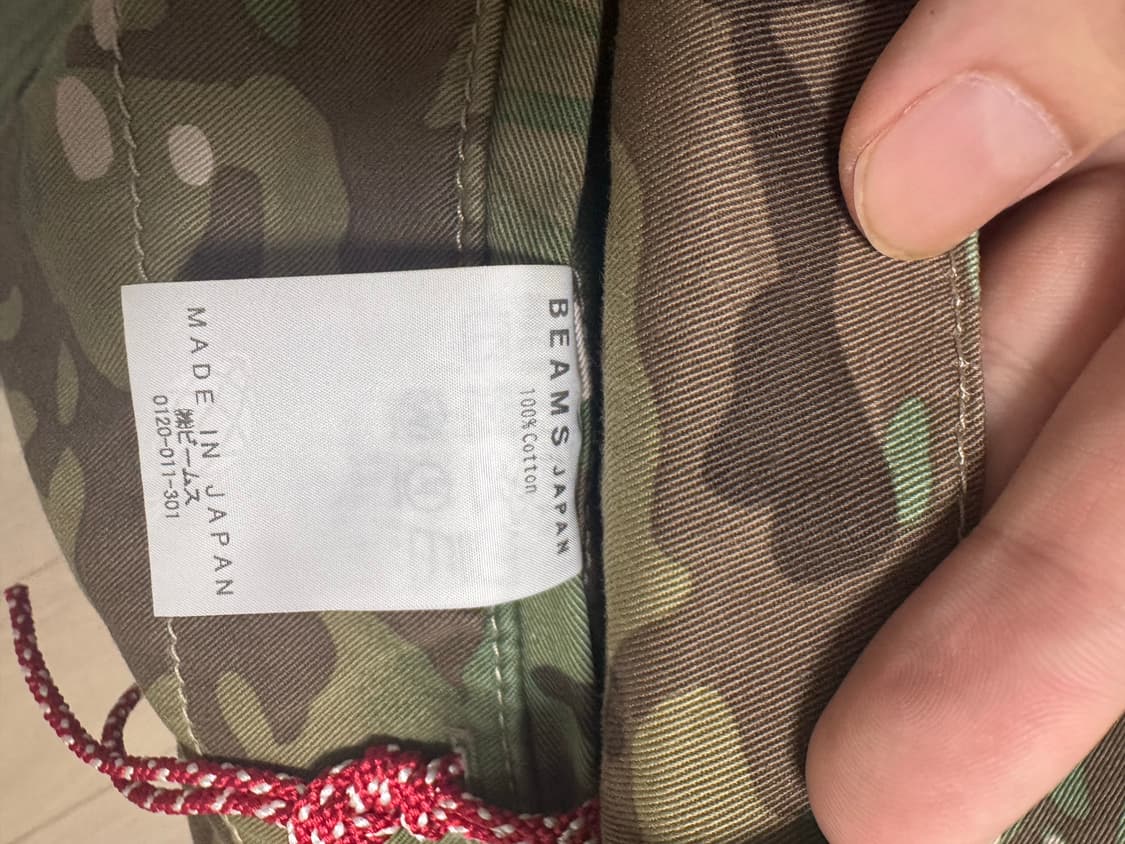 BEAMS JAPAN
100%Cotton
MADE IN JAPAN
㈱ビームス
0120-011-301